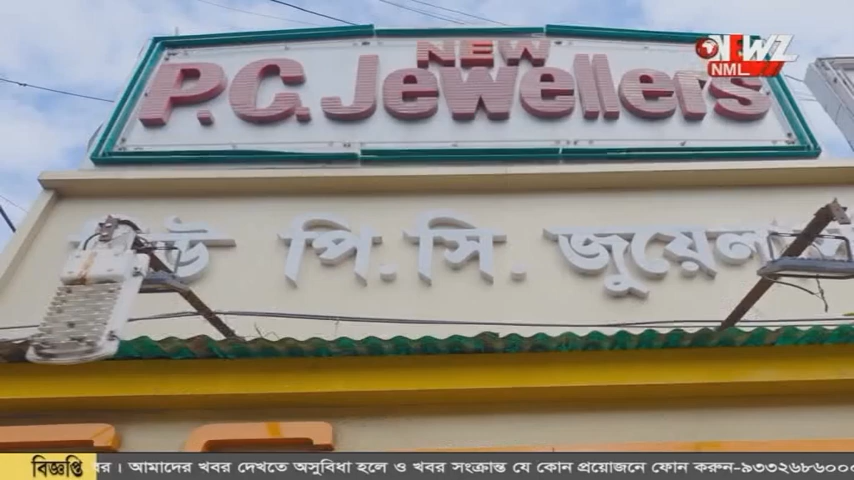 NEW
P.C. JEWELLERS
NEWZ
NML
উ পি. সি. জুয়েল
বিজ্ঞপ্তি
আমাদের খবর দেখতে অসুবিধা হলে ও খবর সংক্রান্ত যে কোন প্রয়োজনে ফোন করুন-৯৩৩২৬৮৬০০